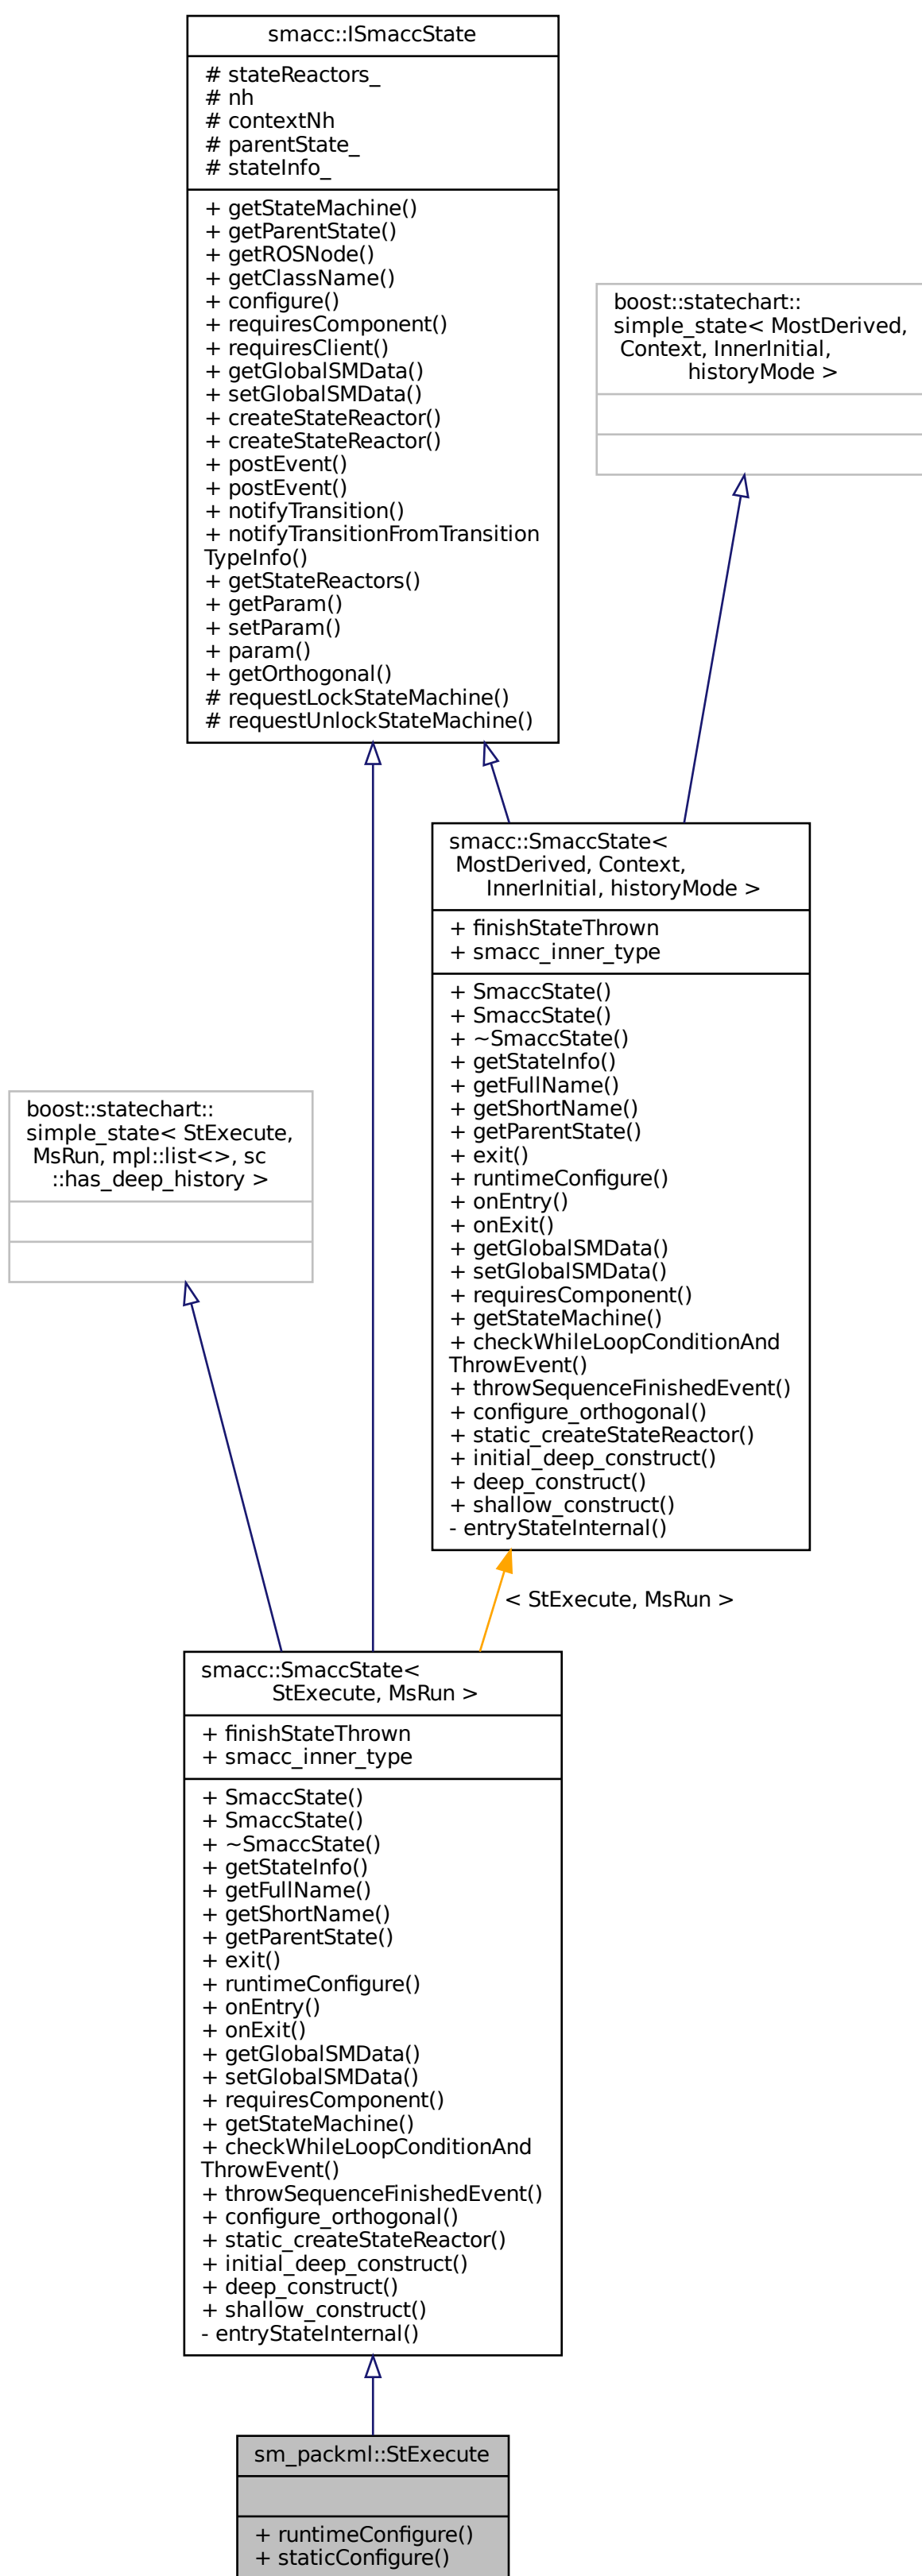 smacc::ISmaccState
# stateReactors_
# nh
# contextNh
# parentState_
# stateInfo_
+ getStateMachine()
+ getParentState()
+ getROSNode()
+ getClassName()
+ configure()
+ requiresComponent()
+ requiresClient()
+ getGlobalSMData()
+ setGlobalSMData()
+ createStateReactor()
+ createStateReactor()
+ postEvent()
+ postEvent()
+ notifyTransition()
+ notifyTransitionFromTransition
TypeInfo()
+ getStateReactors()
+ getParam()
+ setParam()
+ param()
+ getOrthogonal()
# requestLockStateMachine()
# requestUnlockStateMachine()
boost::statechart::
simple_state< MostDerived,
Context, InnerInitial,
historyMode >
smacc::SmaccState<
MostDerived, Context,
InnerInitial, historyMode >
+ finishStateThrown
+ smacc_inner_type
+ SmaccState()
+ SmaccState()
+ ~SmaccState()
+ getStateInfo()
+ getFullName()
+ getShortName()
+ getParentState()
+ exit()
+ runtimeConfigure()
+ onEntry()
+ onExit()
+ getGlobalSMData()
+ setGlobalSMData()
+ requiresComponent()
+ getStateMachine()
+ checkWhileLoopConditionAnd
ThrowEvent()
+ throwSequenceFinishedEvent()
+ configure_orthogonal()
+ static_createStateReactor()
+ initial_deep_construct()
+ deep_construct()
+ shallow_construct()
- entryStateInternal()
boost::statechart::
simple_state< StExecute,
MsRun, mpl::list<>, sc
::has_deep_history >
< StExecute, MsRun >
smacc::SmaccState<
StExecute, MsRun >
+ finishStateThrown
+ smacc_inner_type
+ SmaccState()
+ SmaccState()
+ ~SmaccState()
+ getStateInfo()
+ getFullName()
+ getShortName()
+ getParentState()
+ exit()
+ runtimeConfigure()
+ onEntry()
+ onExit()
+ getGlobalSMData()
+ setGlobalSMData()
+ requiresComponent()
+ getStateMachine()
+ checkWhileLoopConditionAnd
ThrowEvent()
+ throwSequenceFinishedEvent()
+ configure_orthogonal()
+ static_createStateReactor()
+ initial_deep_construct()
+ deep_construct()
+ shallow_construct()
- entryStateInternal()
sm_packml::StExecute
+ runtimeConfigure()
+ staticConfigure()